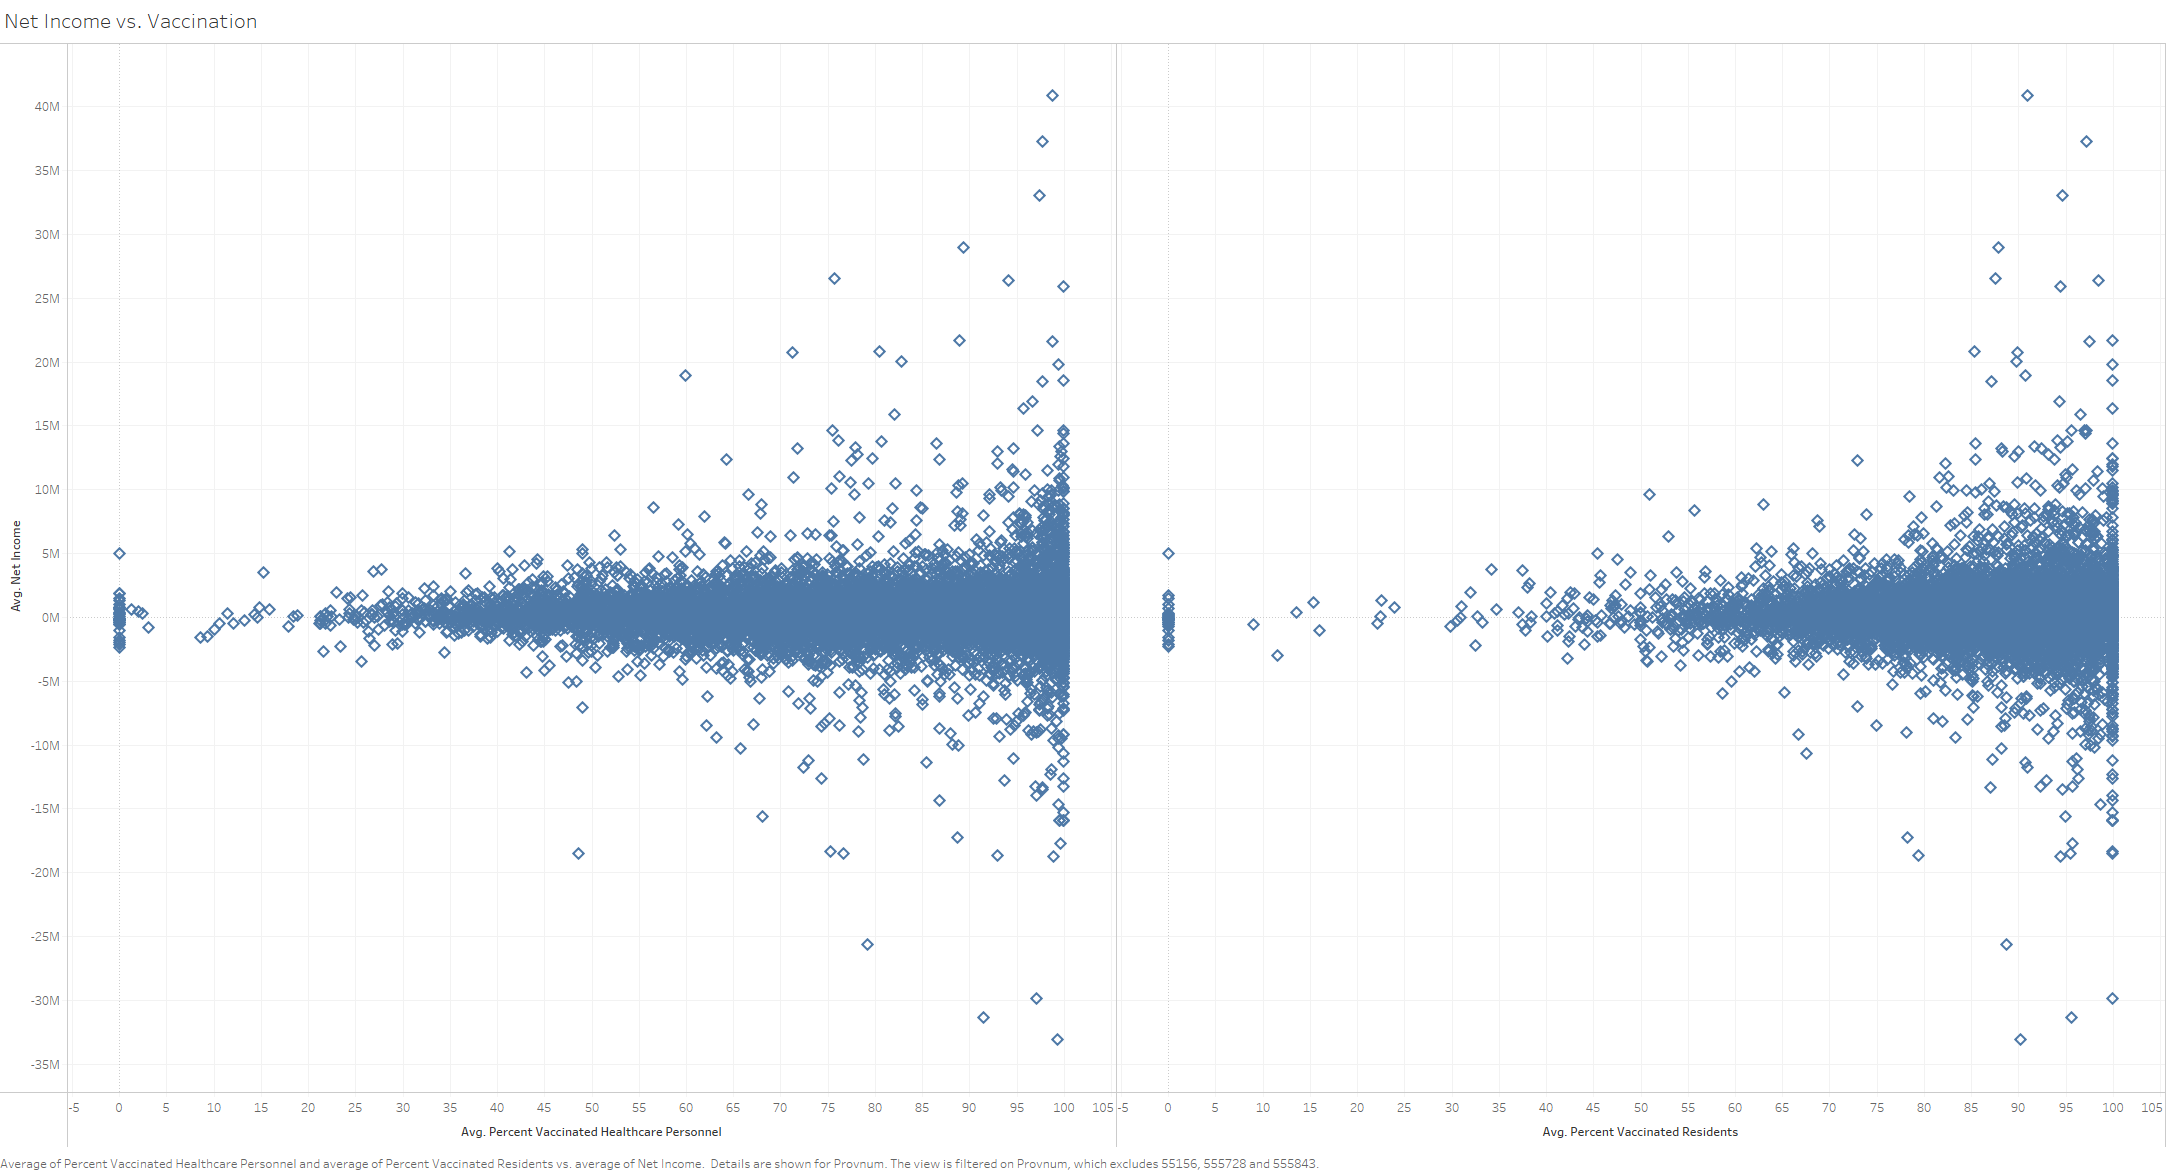 Net Income vs. Vaccination
Avg. Net Income
40M
35M
30M
25M
20M
15M
10M
5M
0M
-5M
-10M
-15M
-20M
-25M
-30M
-35M
-5 0 5 10 15 20 25 30 35 40 45 50 55 60 65 70 75 80 85 90 95 100 105 -5 0 5 10 15 20 25 30 35 40 45 50 55 60 65 70 75 80 85 90 95 100 105
Avg. Percent Vaccinated Healthcare Personnel Avg. Percent Vaccinated Residents
Average of Percent Vaccinated Healthcare Personnel and average of Percent Vaccinated Residents vs. average of Net Income. Details are shown for Provnum. The view is filtered on Provnum, which excludes 55156, 555728 and 555843.